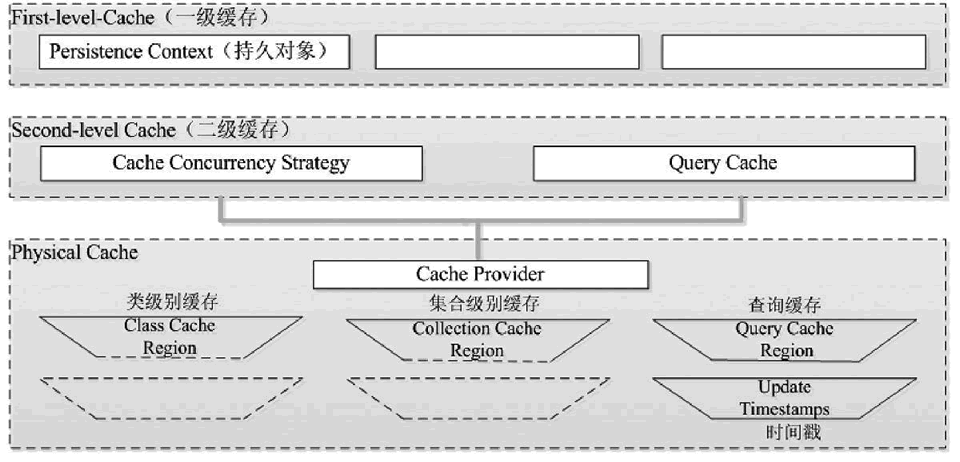 First-level-Cache（一级缓存）
Persistence Context（持久对象）
Second-level Cache（二级缓存）
Cache Concurrency Strategy
Query Cache
Physical Cache
Cache Provider
类级别缓存
集合级别缓存
查询缓存
Class Cache
Region
Collection Cache
Region
Query Cache
Region
Update
Timestamps
时间戳